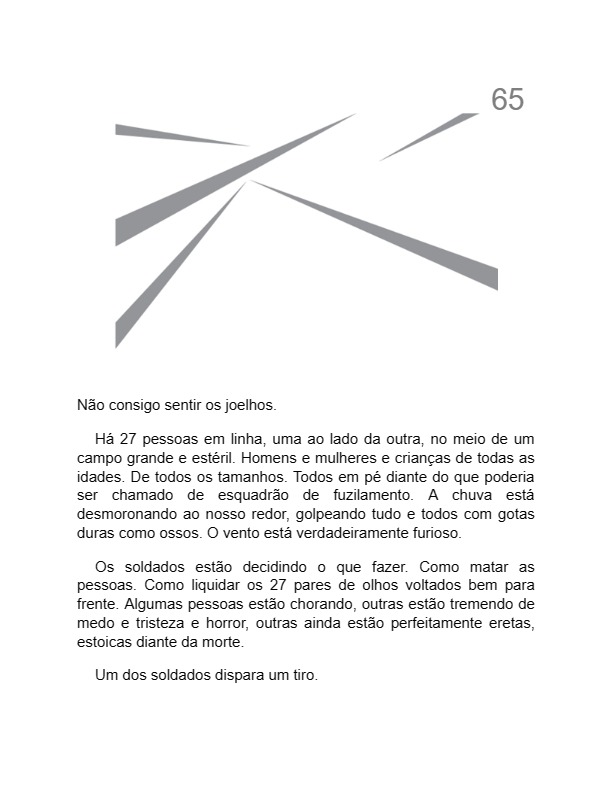 65
Não consigo sentir os joelhos.
Há 27 pessoas em linha, uma ao lado da outra, no meio de um
campo grande e estéril. Homens e mulheres e crianças de todas as
idades. De todos os tamanhos. Todos em pé diante do que poderia
ser chamado de esquadrão de fuzilamento. A chuva está
desmoronando ao nosso redor, golpeando tudo e todos com gotas
duras como ossos. O vento está verdadeiramente furioso.
Os soldados estão decidindo o que fazer. Como matar as
pessoas. Como liquidar os 27 pares de olhos voltados bem para
frente. Algumas pessoas estão chorando, outras estão tremendo de
medo e tristeza e horror, outras ainda estão perfeitamente eretas,
estoicas diante da morte.
Um dos soldados dispara um tiro.